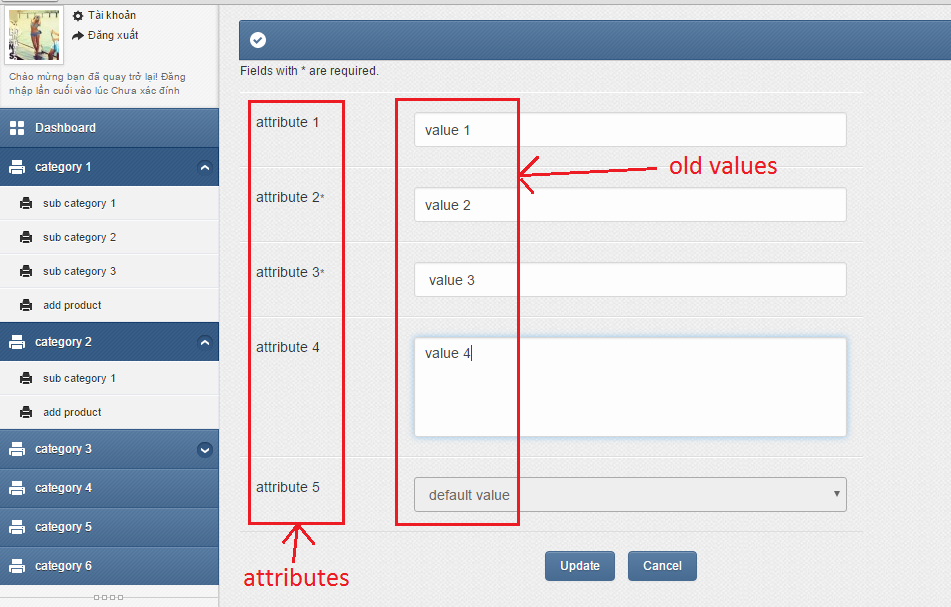 Tài khoản
Đăng xuất
Chào mừng bạn đã quay trở lại! Đăng
nhập lần cuối vào lúc Chưa xác đính
Dashboard
category 1
sub category 1
sub category 2
sub category 3
add product
category 2
sub category 1
add product
category 3
category 4
category 5
category 6
Fields with * are required.
attribute 1
value 1
old values
attribute 2*
value 2
attribute 3*
value 3
attribute 4
value 4
attribute 5
default value
attributes
Update
Cancel